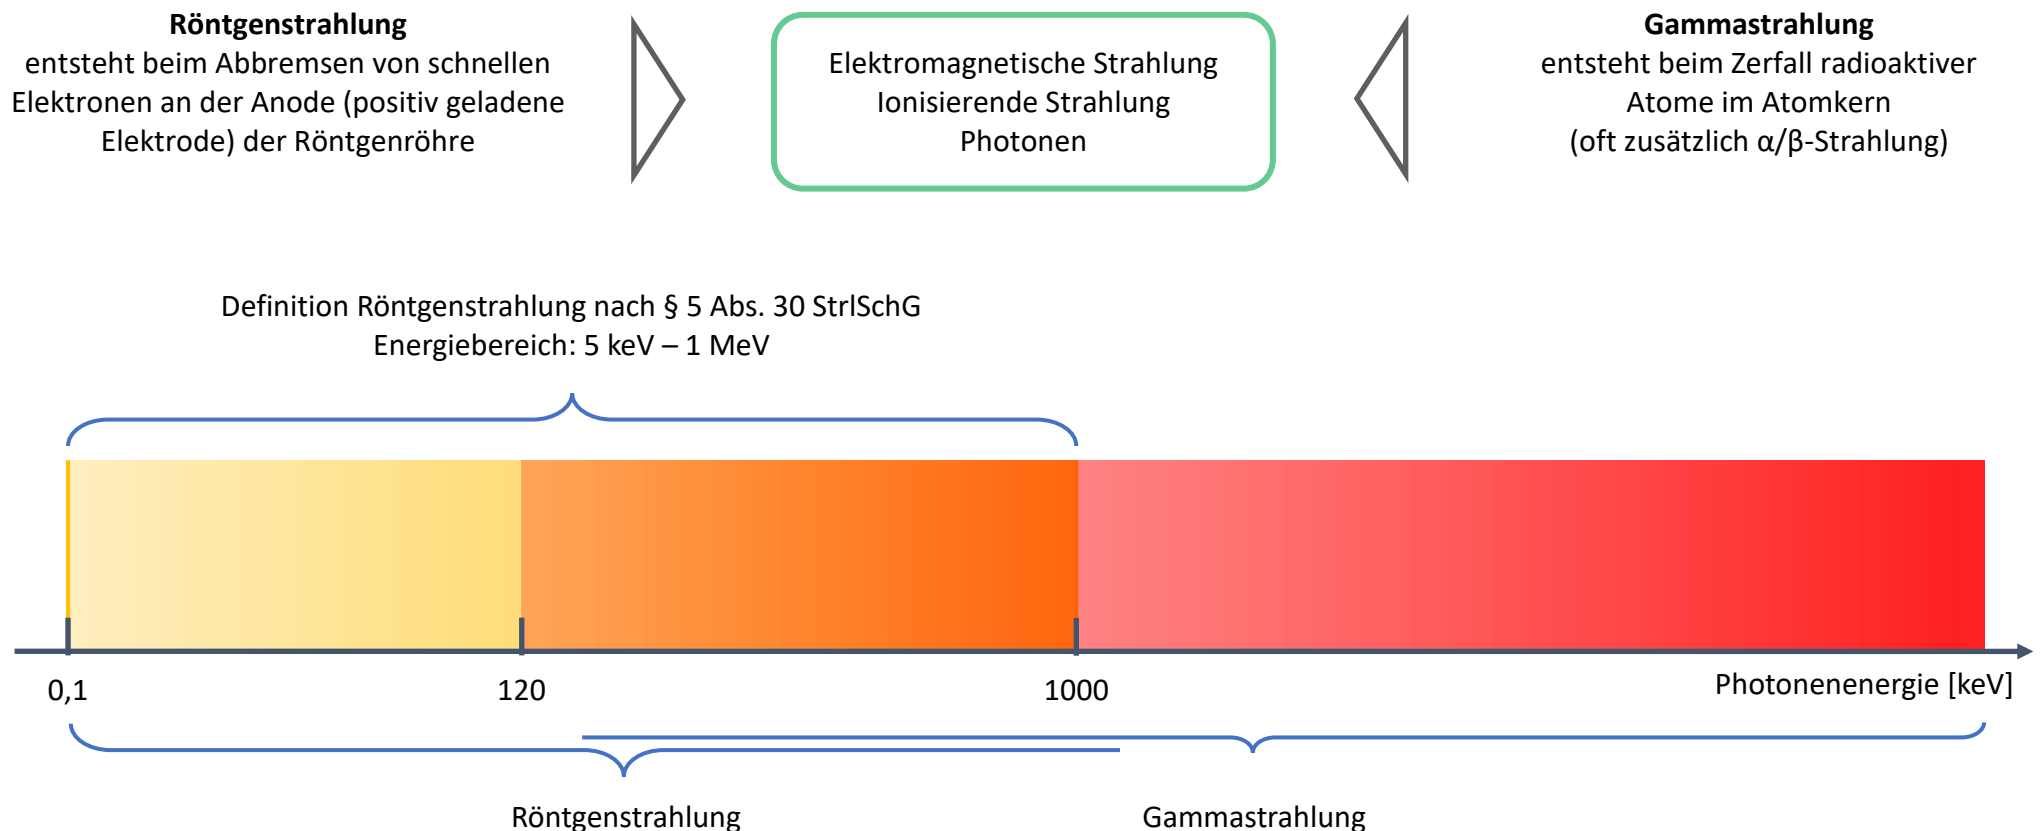 Röntgenstrahlung
entsteht beim Abbremsen von schnellen
Elektronen an der Anode (positiv geladene
Elektrode) der Röntgenröhre
Elektromagnetische Strahlung
Ionisierende Strahlung
Photonen
Gammastrahlung
entsteht beim Zerfall radioaktiver
Atome im Atomkern
(oft zusätzlich α/β-Strahlung)
Definition Röntgenstrahlung nach § 5 Abs. 30 StrlSchG
Energiebereich: 5 keV – 1 MeV
0,1
120
1000
Photonenenergie [keV]
Röntgenstrahlung
Gammastrahlung